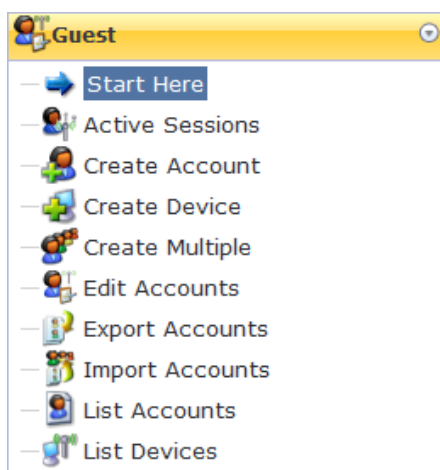 Guest
Start Here
Active Sessions
Create Account
Create Device
Create Multiple
Edit Accounts
Export Accounts
Import Accounts
List Accounts
List Devices